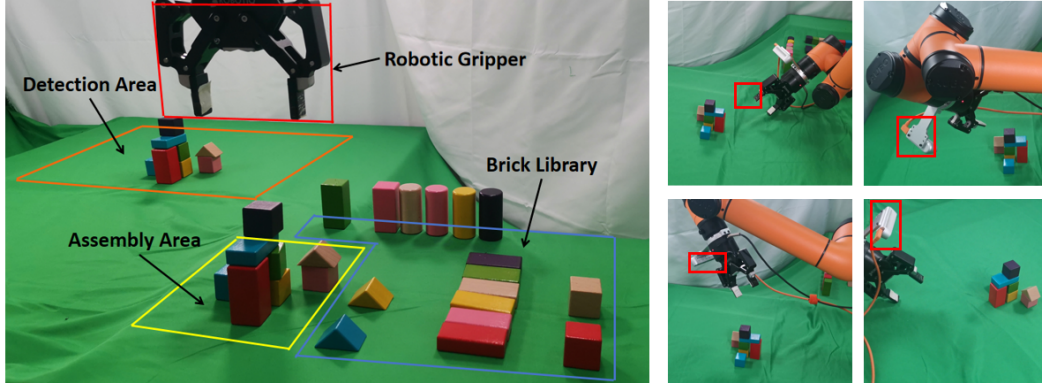 Robotic Gripper
Detection Area
Brick Library
Assembly Area